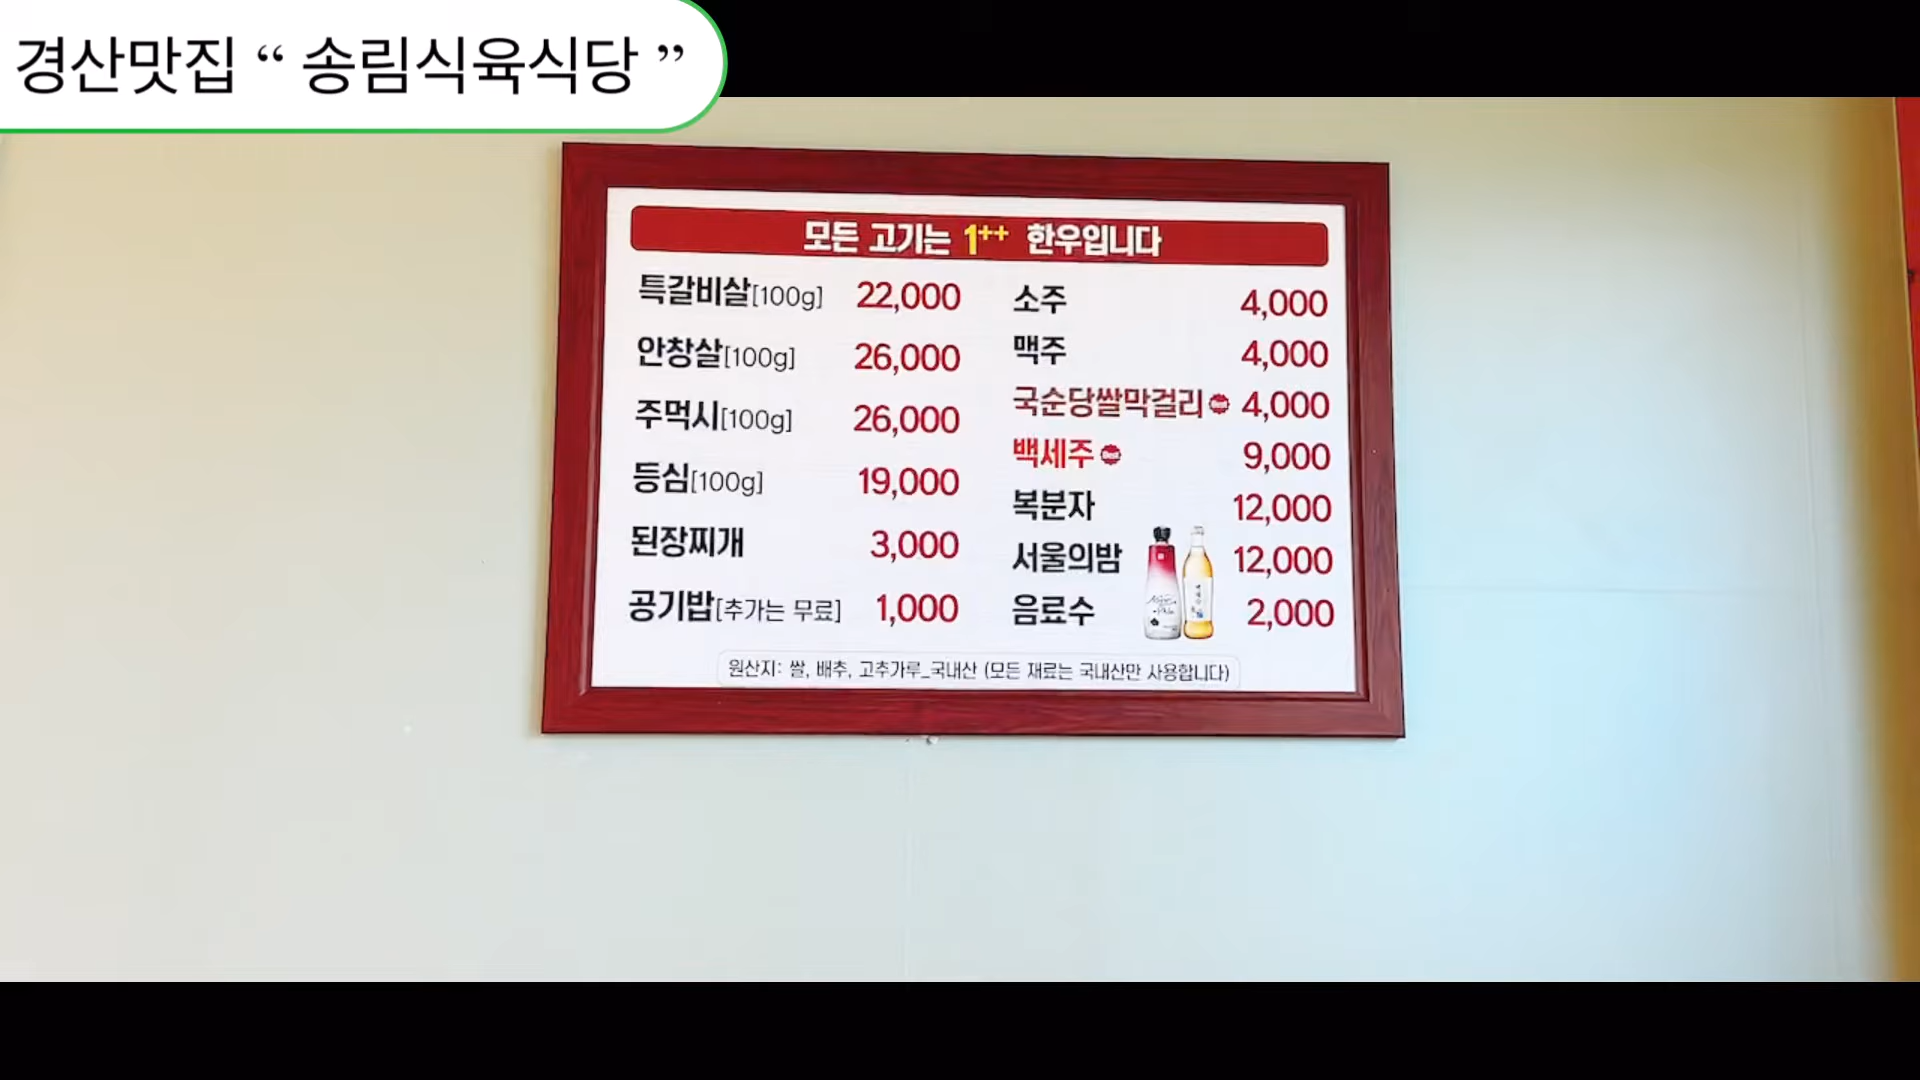 경산맛집 “ 송림식육식당 ”
모든 고기는 1++ 한우입니다
특갈비살[100g] 22,000
안창살[100g] 26,000
주먹시[100g] 26,000
등심[100g] 19,000
된장찌개 3,000
공기밥[추가는 무료] 1,000
소주 4,000
맥주 4,000
국순당쌀막걸리 4,000
백세주 9,000
복분자 12,000
서울의밤 12,000
음료수 2,000
원산지: 쌀, 배추, 고추가루_국내산 (모든 재료는 국내산만 사용합니다)